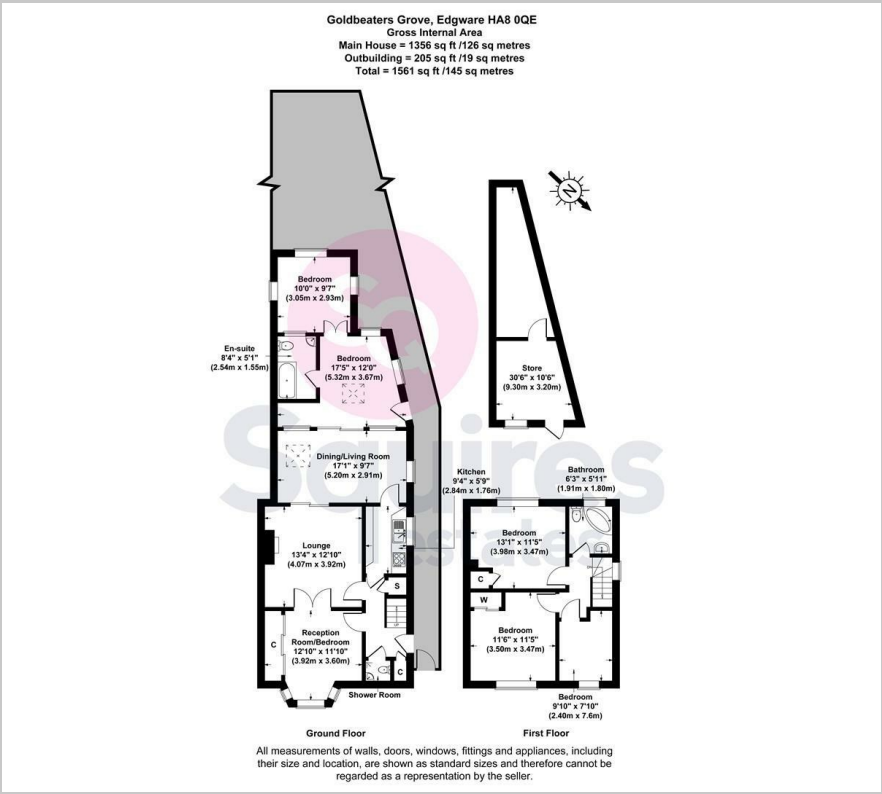 Goldbeaters Grove, Edgware HA8 0QE
Gross Internal Area
Main House = 1356 sq ft /126 sq metres
Outbuilding = 205 sq ft /19 sq metres
Total = 1561 sq ft /145 sq metres
N
Bedroom
10'0" x 9'7"
(3.05m x 2.93m)
En-suite
8'4" x 5'1"
(2.54m x 1.55m)
Bedroom
17'5" x 12'0"
(5.32m x 3.67m)
Store
30'6" x 10'6"
(9.30m x 3.20m)
Squires
estates
Dining/Living Room
17'1" x 9'7"
(5.20m x 2.91m)
Kitchen
9'4" x 5'9"
(2.84m x 1.76m)
Bathroom
6'3" x 5'11"
(1.91m x 1.80m)
Lounge
13'4" x 12'10"
(4.07m x 3.92m)
Bedroom
13'1" x 11'5"
(3.98m x 3.47m)
C
S
W
Reception
Room/Bedroom
12'10" x 11'10"
(3.92m x 3.60m)
C
C
Bedroom
11'6" x 11'5"
(3.50m x 3.47m)
Shower Room
Bedroom
9'10" x 7'10"
(2.40m x 7.6m)
Ground Floor
First Floor
All measurements of walls, doors, windows, fittings and appliances, including
their size and location, are shown as standard sizes and therefore cannot be
regarded as a representation by the seller.